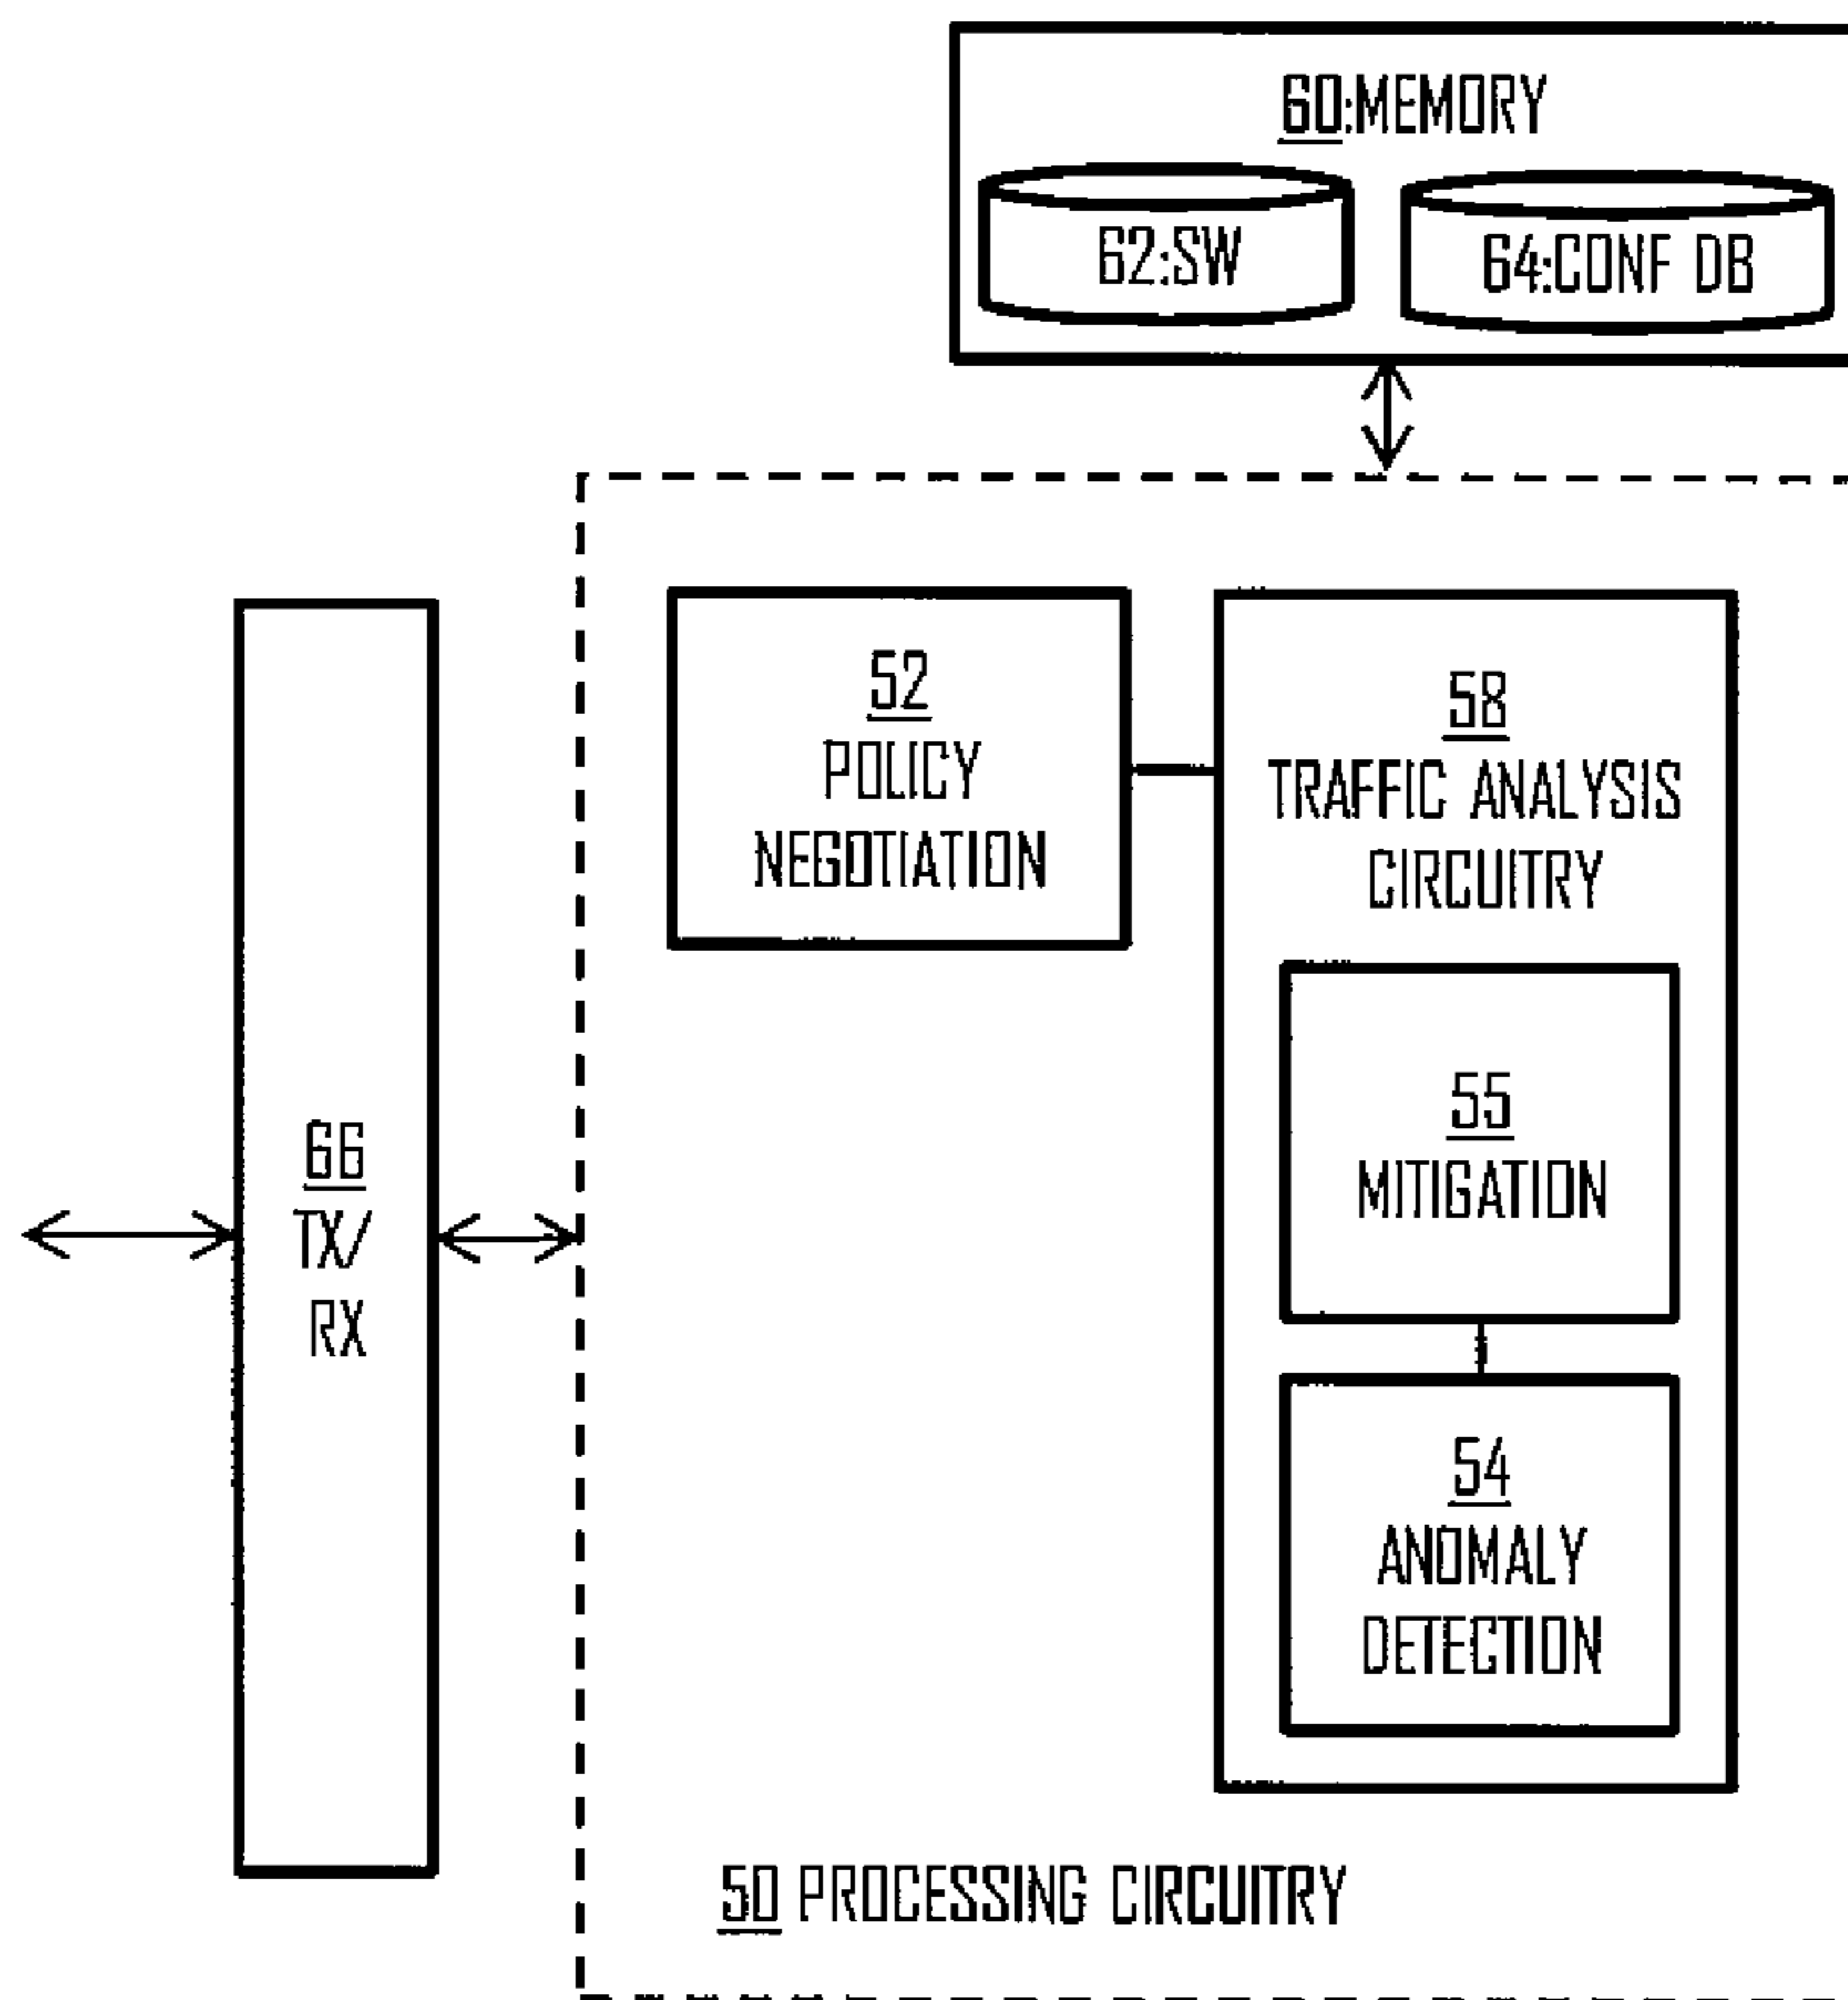 60:MEMORY
62:SW
64:CONF DB
52
POLICY
NEGOTIATION
58
TRAFFIC ANALYSIS
CIRCUITRY
55
MITIGATION
66
TX/
RX
54
ANOMALY
DETECTION
50 PROCESSING CIRCUITRY